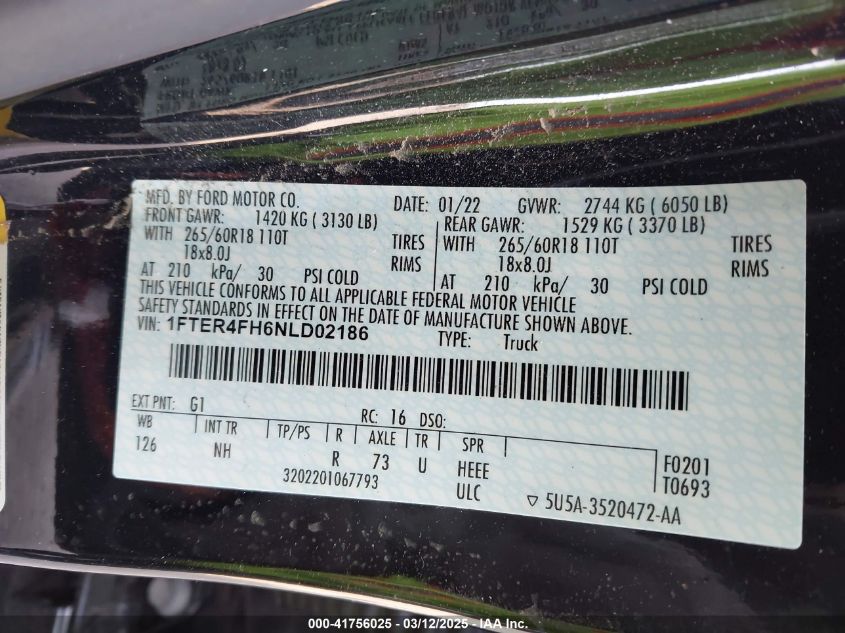 MFD. BY FORD MOTOR CO.
DATE: 01/22 GVWR: 2744 KG ( 6050 LB)
FRONT GAWR: 1420 KG ( 3130 LB)
REAR GAWR: 1529 KG ( 3370 LB)
WITH 265/60R18 110T TIRES
18x8.0J RIMS
AT 210 kPa/ 30 PSI COLD
WITH 265/60R18 110T TIRES
18x8.0J RIMS
AT 210 kPa/ 30 PSI COLD
THIS VEHICLE CONFORMS TO ALL APPLICABLE FEDERAL MOTOR VEHICLE
SAFETY STANDARDS IN EFFECT ON THE DATE OF MANUFACTURE SHOWN ABOVE.
VIN: 1FTER4FH6NLD02186
TYPE: Truck
EXT PNT: G1 RC: 16 DSO:
WB INT TR TP/PS R AXLE TR SPR
126 NH R 73 U HEEE
3202201067793 ULC
F0201
T0693
5U5A-3520472-AA
000-41756025 - 03/12/2025 - IAA Inc.